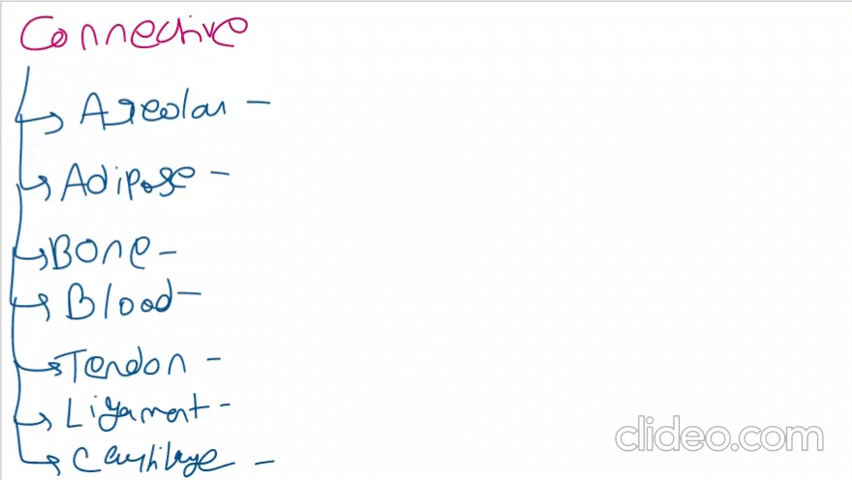 Connective
Areolar -
Adipose -
Bone -
Blood -
Tendon -
Ligament -
Cartilage -
clideo.com